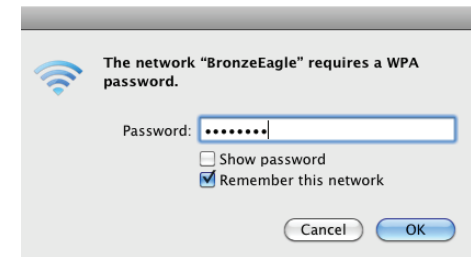 The network “BronzeEagle” requires a WPA
password.
Password: ••••••••
Show password
Remember this network
Cancel OK